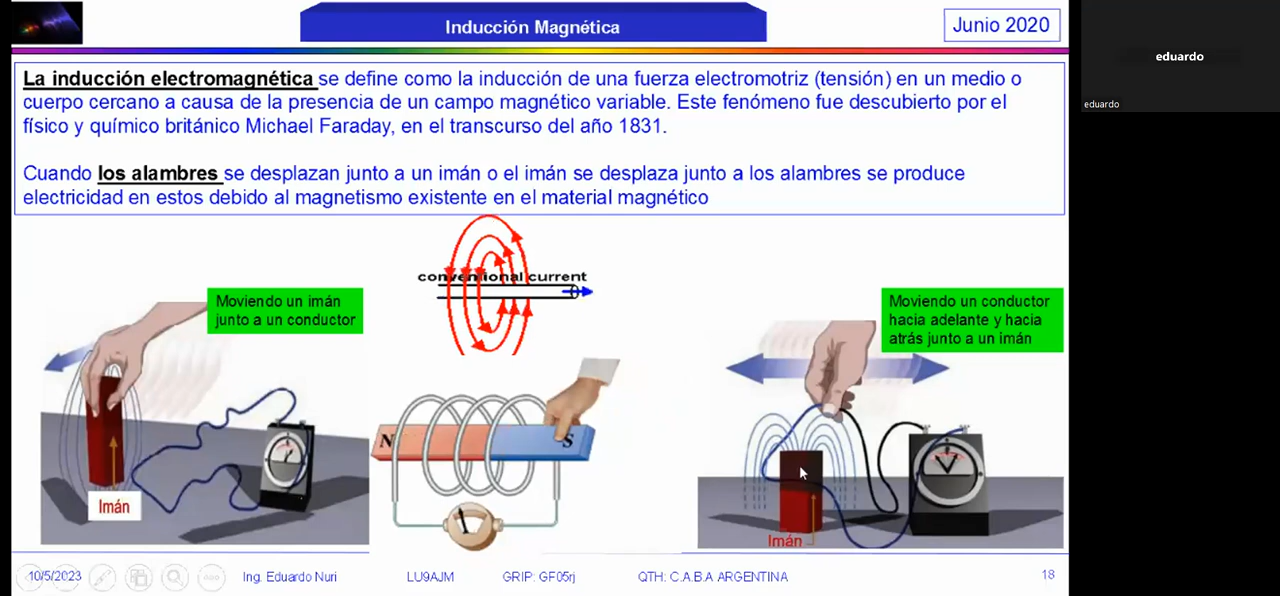 Inducción Magnética
Junio 2020
eduardo
eduardo
La inducción electromagnética se define como la inducción de una fuerza electromotriz (tensión) en un medio o
cuerpo cercano a causa de la presencia de un campo magnético variable. Este fenómeno fue descubierto por el
físico y químico británico Michael Faraday, en el transcurso del año 1831.
Cuando los alambres se desplazan junto a un imán o el imán se desplaza junto a los alambres se produce
electricidad en estos debido al magnetismo existente en el material magnético
conventional current
Moviendo un imán
junto a un conductor
Moviendo un conductor
hacia adelante y hacia
atrás junto a un imán
N
S
Imán
Imán
10/5/2023
Ing. Eduardo Nuri
LU9AJM
GRIP: GF05rj
QTH: C.A.B.A ARGENTINA
18